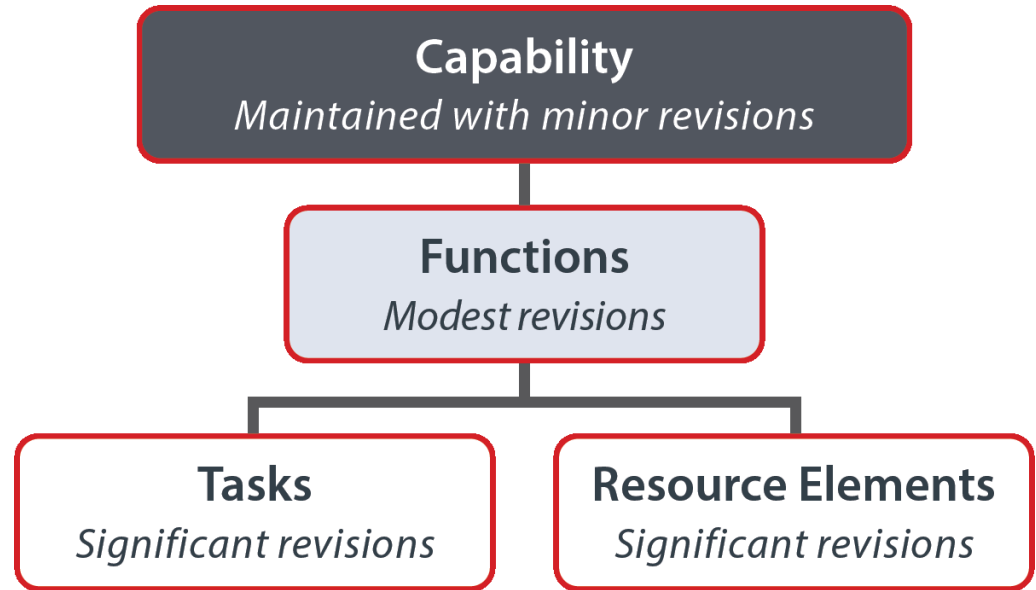 Capability
Maintained with minor revisions
Functions
Modest revisions
Tasks
Significant revisions
Resource Elements
Significant revisions